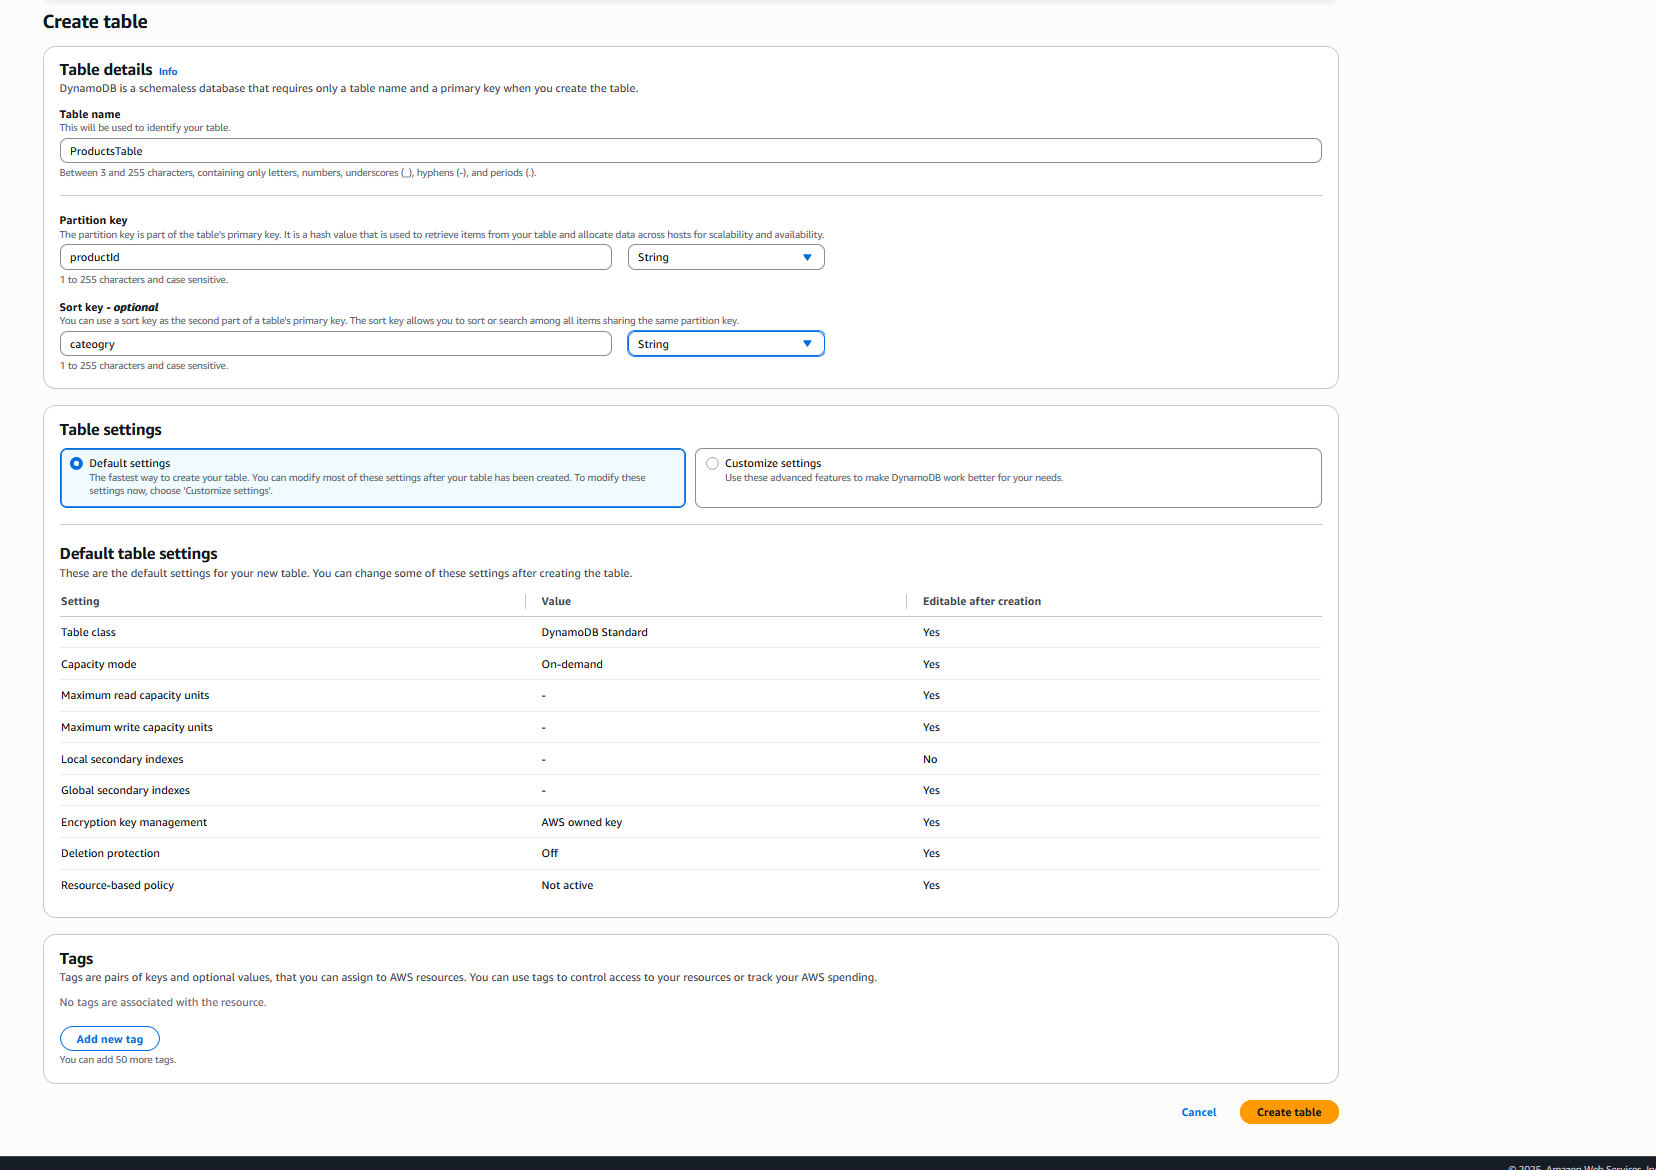 Create table
Table details Info
DynamoDB is a schemaless database that requires only a table name and a primary key when you create the table.
Table name
This will be used to identify your table.
ProductsTable
Between 3 and 255 characters, containing only letters, numbers, underscores (_), hyphens (-), and periods (.).
Partition key
The partition key is part of the table's primary key. It is a hash value that is used to retrieve items from your table and allocate data across hosts for scalability and availability.
productId String
1 to 255 characters and case sensitive.
Sort key - optional
You can use a sort key as the second part of a table's primary key. The sort key allows you to sort or search among all items sharing the same partition key.
cateogry String
1 to 255 characters and case sensitive.
Table settings
Default settings
The fastest way to create your table. You can modify most of these settings after your table has been created. To modify these
settings now, choose 'Customize settings'.
Customize settings
Use these advanced features to make DynamoDB work better for your needs.
Default table settings
These are the default settings for your new table. You can change some of these settings after creating the table.
Setting Value Editable after creation
Table class DynamoDB Standard Yes
Capacity mode On-demand Yes
Maximum read capacity units - Yes
Maximum write capacity units - Yes
Local secondary indexes - No
Global secondary indexes - Yes
Encryption key management AWS owned key Yes
Deletion protection Off Yes
Resource-based policy Not active Yes
Tags
Tags are pairs of keys and optional values, that you can assign to AWS resources. You can use tags to control access to your resources or track your AWS spending.
No tags are associated with the resource.
Add new tag
You can add 50 more tags.
Cancel Create table
© 2025, Amazon Web Services, In